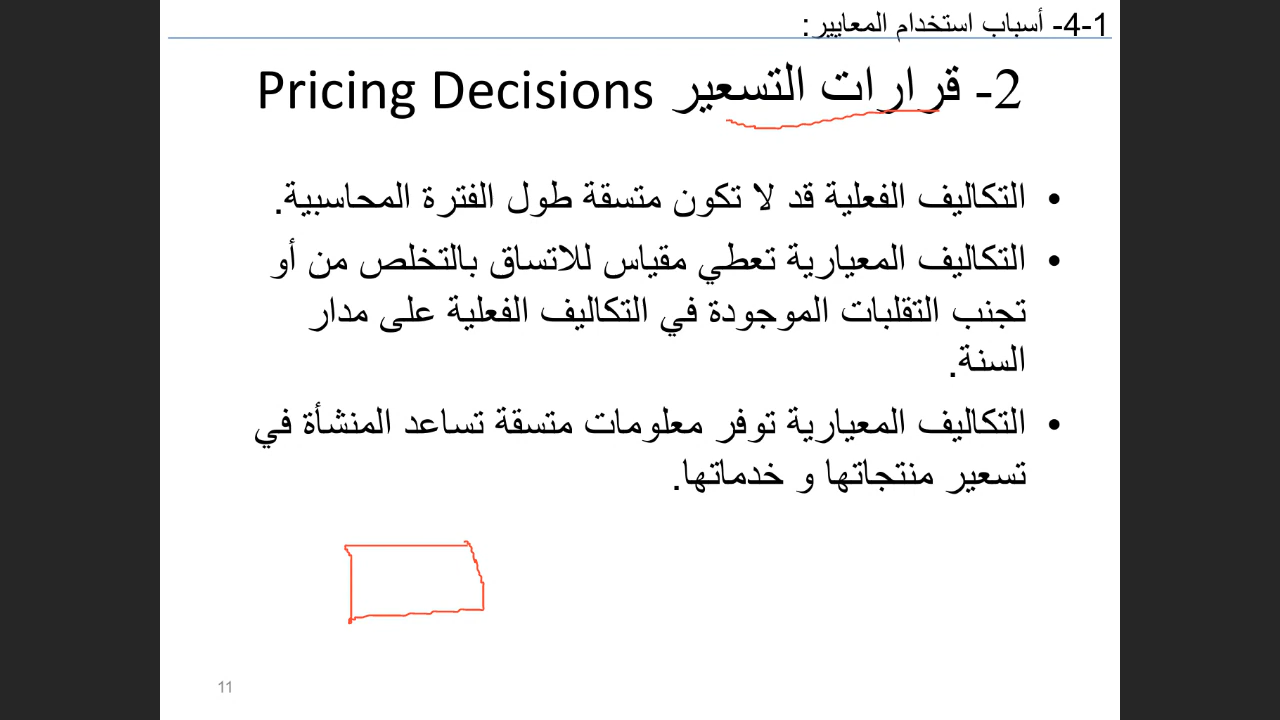 4-1- أسباب استخدام المعايير:
2- قرارات التسعير Pricing Decisions
• التكاليف الفعلية قد لا تكون متسقة طول الفترة المحاسبية.
• التكاليف المعيارية تعطي مقياس للاتساق بالتخلص من أو
تجنب التقلبات الموجودة في التكاليف الفعلية على مدار
السنة.
• التكاليف المعيارية توفر معلومات متسقة تساعد المنشأة في
تسعير منتجاتها و خدماتها.
11